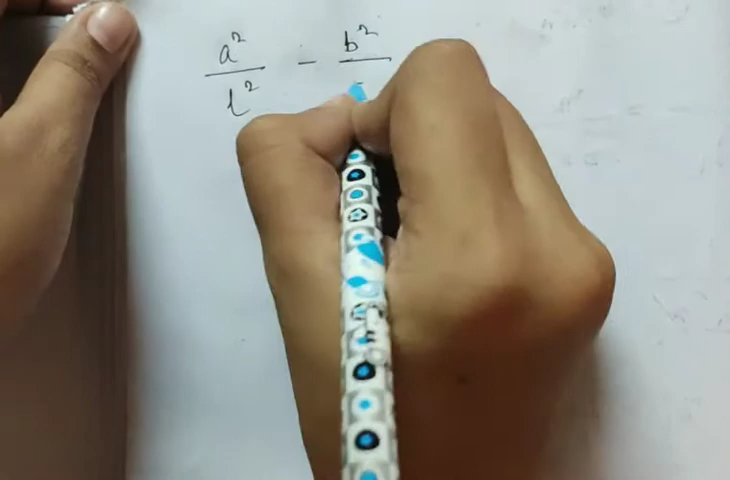 a² / l² - b² /